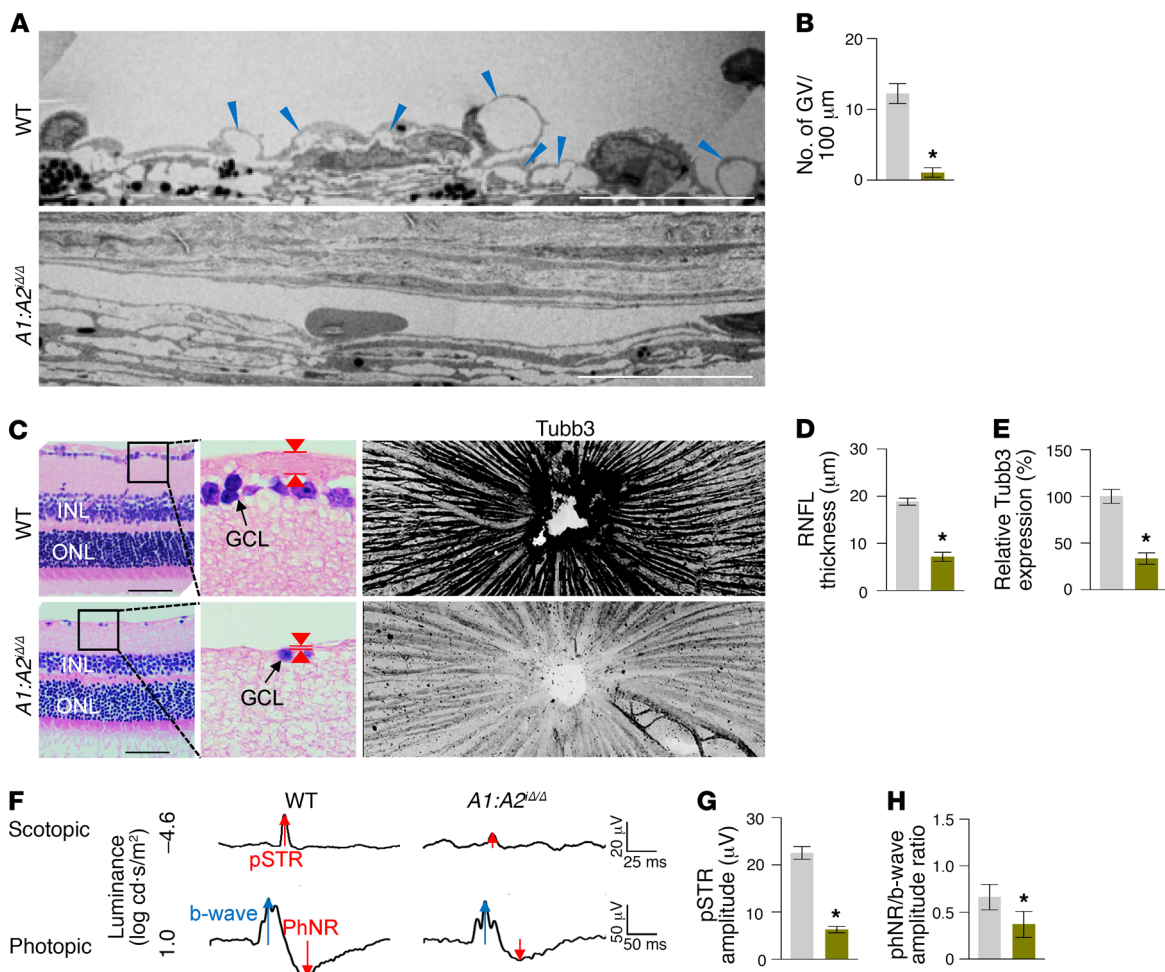 A
WT
A1:A2iΔ/Δ
B
No. of GV/
100 μm
20
10
0
*
C
Tubb3
WT
INL
ONL
GCL
A1:A2iΔ/Δ
INL
ONL
GCL
D
RNFL
thickness (μm)
30
20
10
0
*
E
Relative Tubb3
expression (%)
150
100
50
0
*
F
WT
A1:A2iΔ/Δ
Scotopic
Luminance
(log cd·s/m²)
−4.6
pSTR
20 μV
25 ms
Photopic
1.0
b-wave
PhNR
50 μV
50 ms
G
pSTR
amplitude (μV)
30
20
10
0
*
H
phNR/b-wave
amplitude ratio
1.5
1.0
0.5
0
*